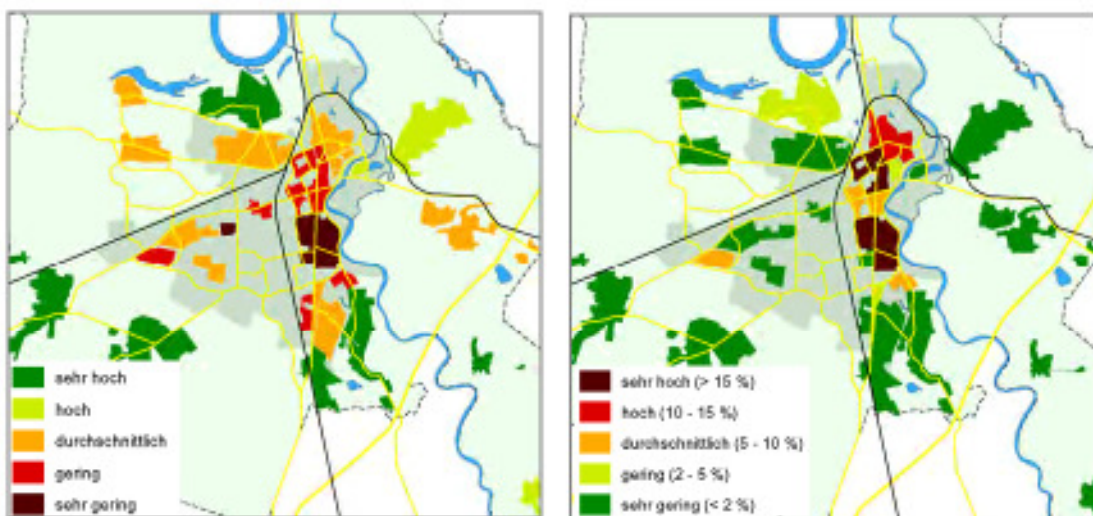 sehr hoch
hoch
durchschnittlich
gering
sehr gering
sehr hoch (> 15 %)
hoch (10 - 15 %)
durchschnittlich (5 - 10 %)
gering (2 - 5 %)
sehr gering (< 2 %)